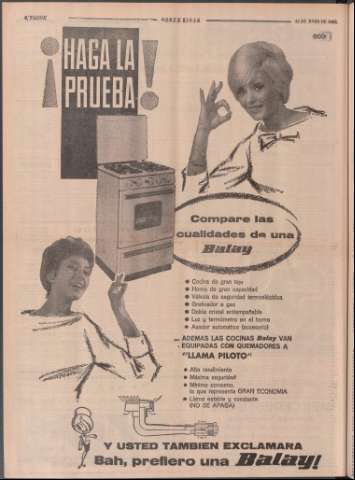 ¡HAGA LA
PRUEBA!
Compare las
cualidades de una
Balay
Cocina de gran lujo
Horno de gran capacidad
Válvula de seguridad termoeléctrica
Gratinador a gas
Doble cristal
Luz y termómetro en el horno
Asador automático (accesorio)
ADEMAS LAS COCINAS Balay VAN
EQUIPADAS CON QUEMADORES A
"LLAMA PILOTO"
Alto rendimiento
Máxima seguridad
Mínimo consumo,
lo que representa GRAN ECONOMIA
Llama estable y constante
(NO SE APAGA)
Y USTED TAMBIEN EXCLAMARA
Bah, prefiero una Balay!